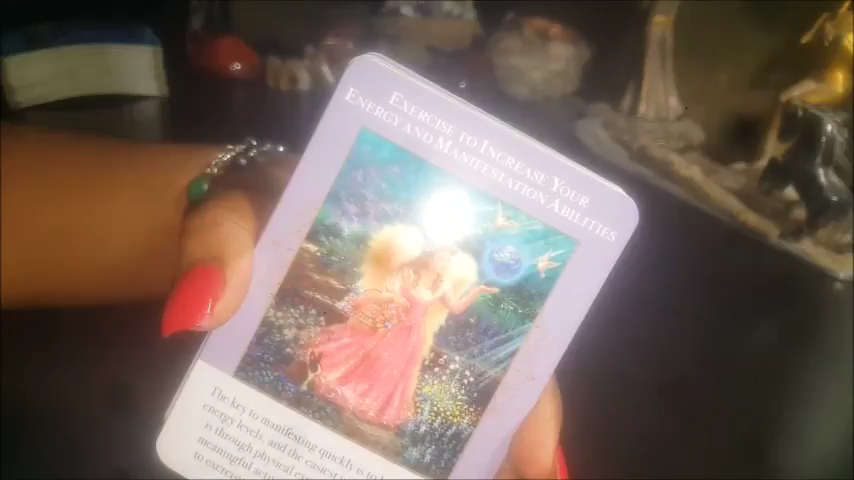 EXERCISE TO INCREASE YOUR
ENERGY AND MANIFESTATION ABILITIES
The key to manifesting quickly is to
energy levels, and the easiest
is through physical
meaningful
to